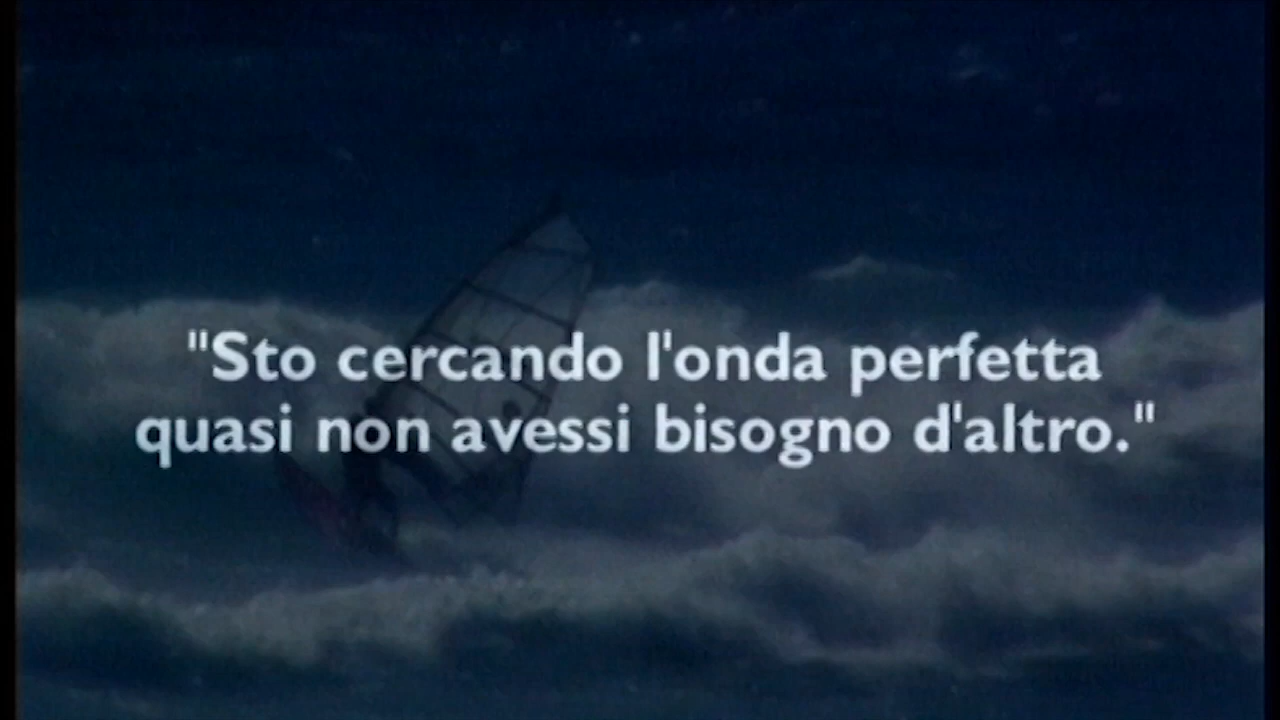 "Sto cercando l'onda perfetta
quasi non avessi bisogno d'altro."